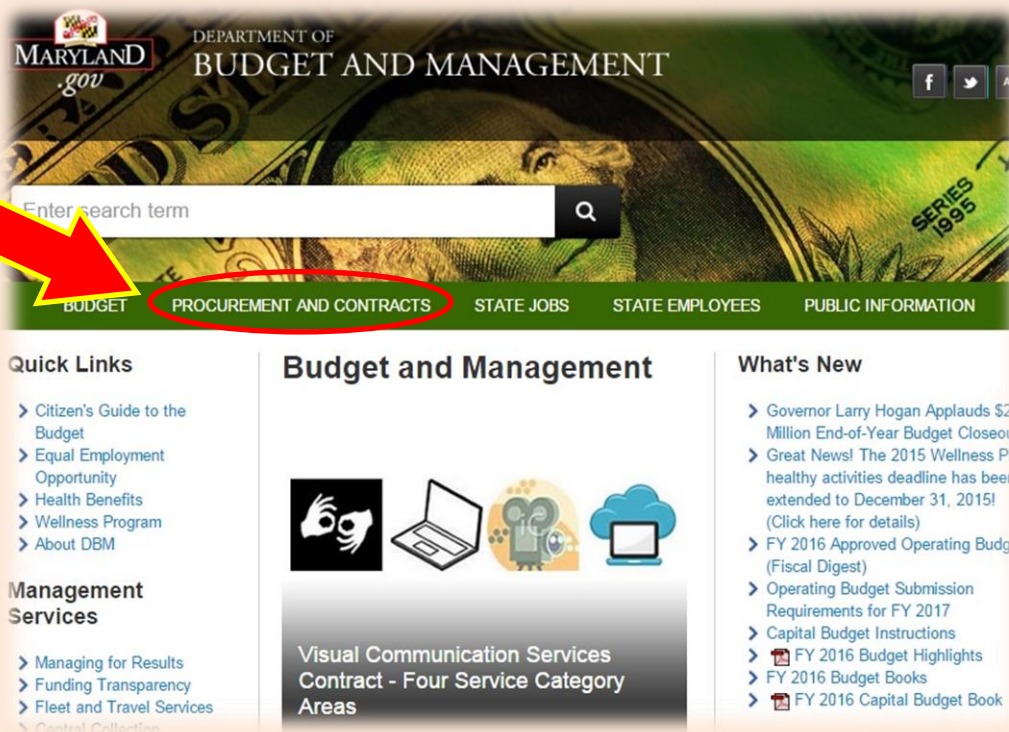 MARYLAND
.gov
DEPARTMENT OF
BUDGET AND MANAGEMENT
f
A
Enter search term
SERIES
1995
BUDGET
PROCUREMENT AND CONTRACTS
STATE JOBS
STATE EMPLOYEES
PUBLIC INFORMATION
Quick Links
Citizen's Guide to the
Budget
Equal Employment
Opportunity
Health Benefits
Wellness Program
About DBM
Management
Services
Managing for Results
Funding Transparency
Fleet and Travel Services
Central Collection
Budget and Management
Visual Communication Services
Contract - Four Service Category
Areas
What's New
Governor Larry Hogan Applauds $2
Million End-of-Year Budget Closeou
Great News! The 2015 Wellness P
healthy activities deadline has been
extended to December 31, 2015!
(Click here for details)
FY 2016 Approved Operating Budg
(Fiscal Digest)
Operating Budget Submission
Requirements for FY 2017
Capital Budget Instructions
FY 2016 Budget Highlights
FY 2016 Budget Books
FY 2016 Capital Budget Book